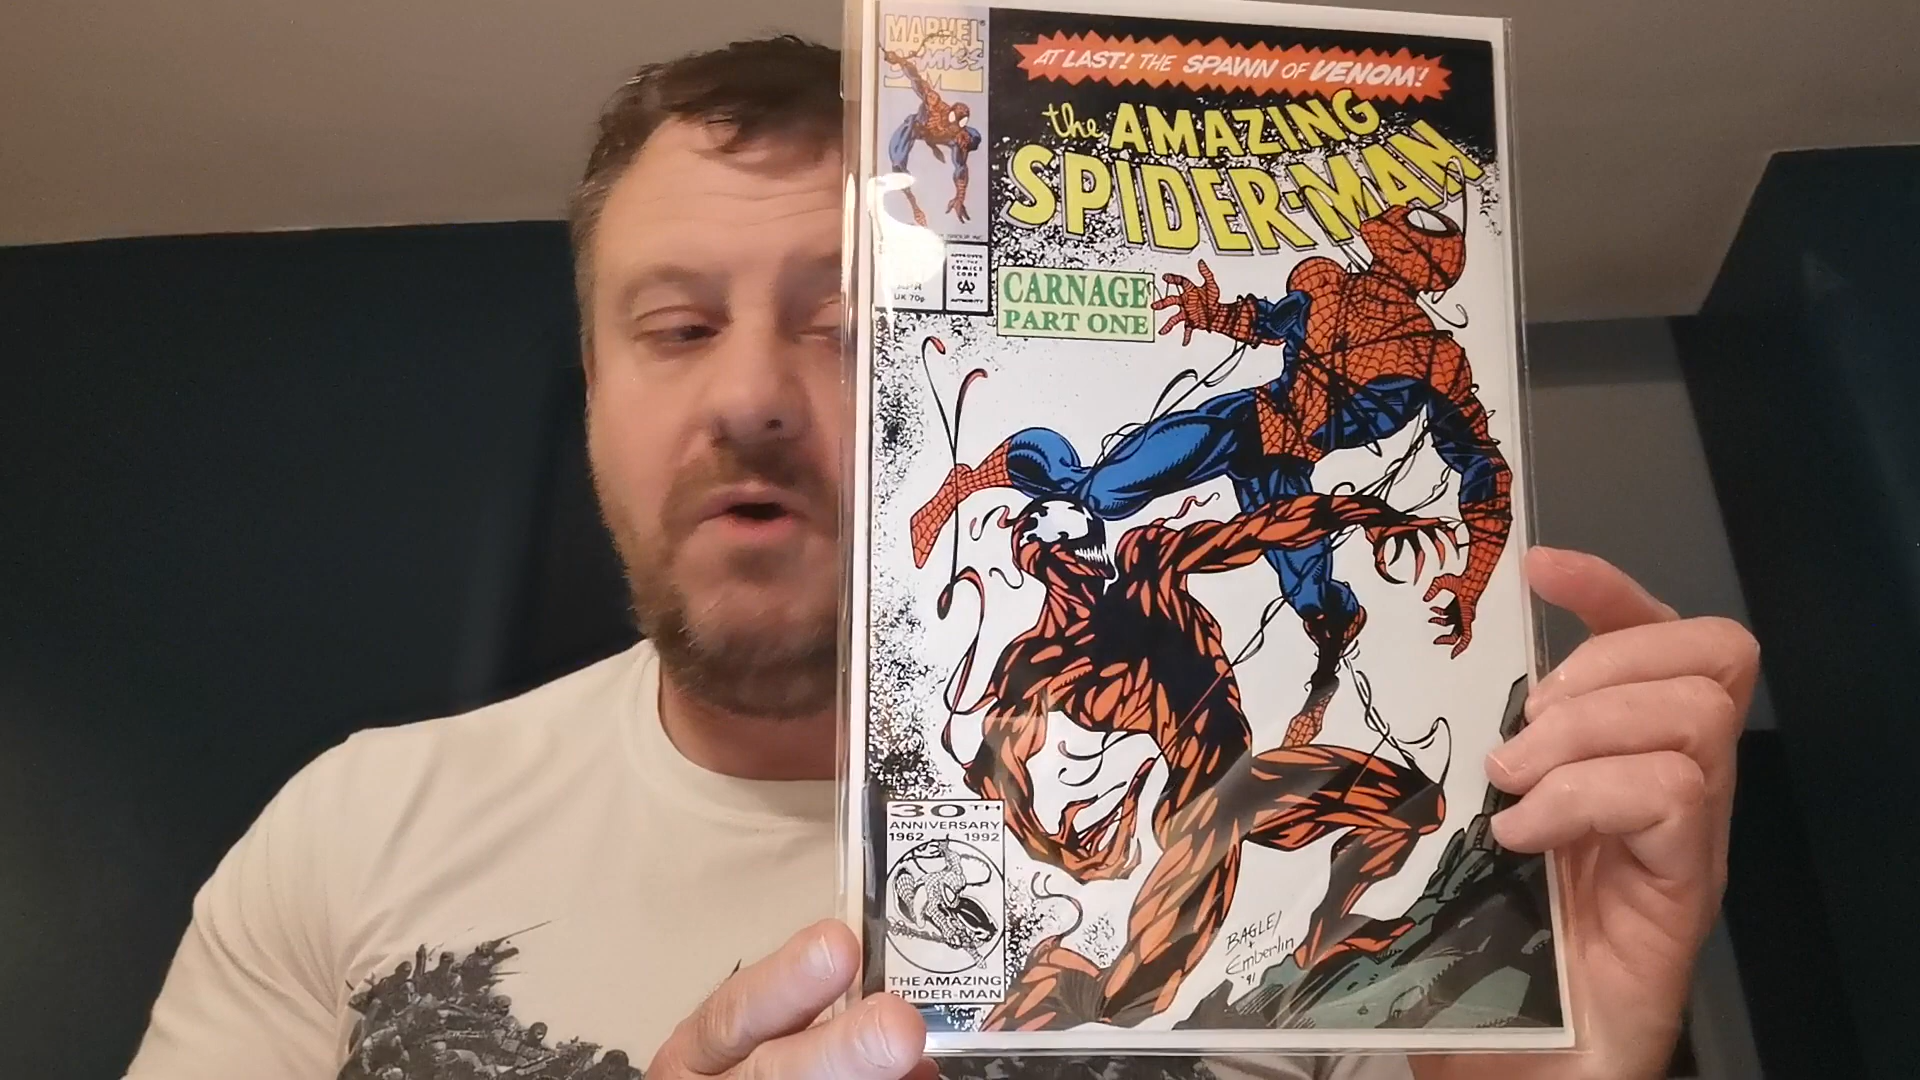 MARVEL
COMICS
AT LAST! THE SPAWN OF VENOM!
the AMAZING
SPIDER-MAN
APPROVED
BY THE
COMICS
CODE
CA
AUTHORITY
UK 70p
CARNAGE
PART ONE
30TH
ANNIVERSARY
1962 1992
THE AMAZING
SPIDER-MAN
BAGLEY
+
Emberlin
'91